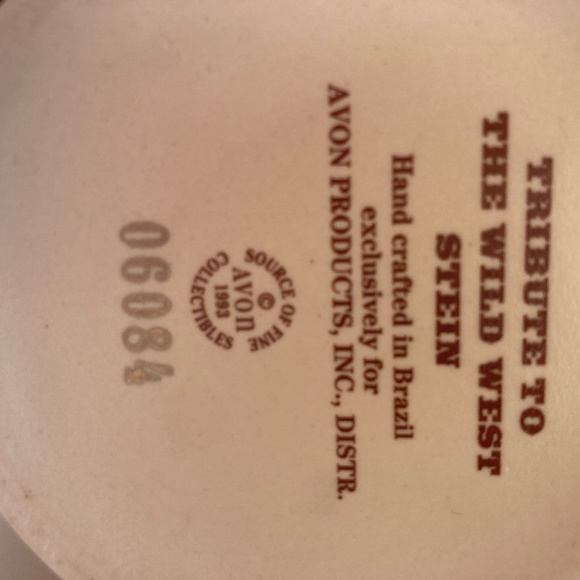 TRIBUTE TO
THE WILD WEST
STEIN
Hand crafted in Brazil
exclusively for
AVON PRODUCTS, INC., DISTR.
SOURCE OF FINE
©
Avon
1993
COLLECTIBLES
06084